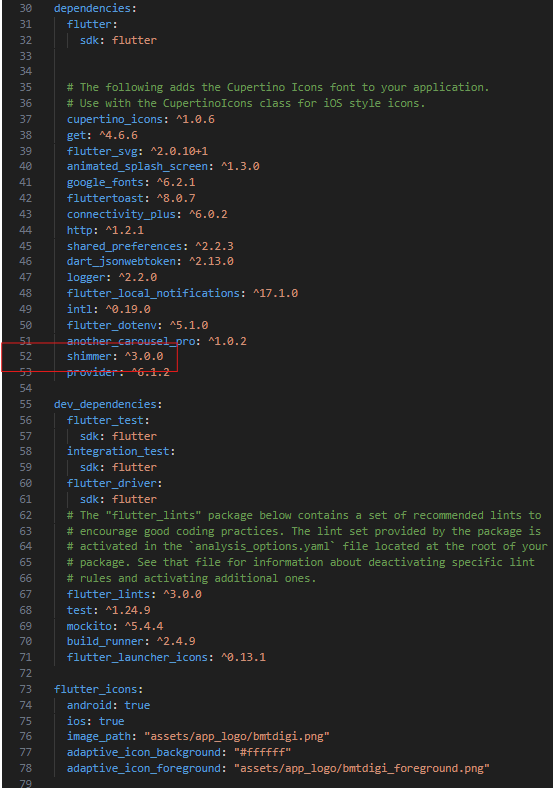 30 dependencies:
31 flutter:
32 sdk: flutter
33
34
35 # The following adds the Cupertino Icons font to your application.
36 # Use with the CupertinoIcons class for iOS style icons.
37 cupertino_icons: ^1.0.6
38 get: ^4.6.6
39 flutter_svg: ^2.0.10+1
40 animated_splash_screen: ^1.3.0
41 google_fonts: ^6.2.1
42 fluttertoast: ^8.0.7
43 connectivity_plus: ^6.0.2
44 http: ^1.2.1
45 shared_preferences: ^2.2.3
46 dart_jsonwebtoken: ^2.13.0
47 logger: ^2.2.0
48 flutter_local_notifications: ^17.1.0
49 intl: ^0.19.0
50 flutter_dotenv: ^5.1.0
51 another_carousel_pro: ^1.0.2
52 shimmer: ^3.0.0
53 provider: ^6.1.2
54
55 dev_dependencies:
56 flutter_test:
57 sdk: flutter
58 integration_test:
59 sdk: flutter
60 flutter_driver:
61 sdk: flutter
62 # The "flutter_lints" package below contains a set of recommended lints to
63 # encourage good coding practices. The lint set provided by the package is
64 # activated in the `analysis_options.yaml` file located at the root of your
65 # package. See that file for information about deactivating specific lint
66 # rules and activating additional ones.
67 flutter_lints: ^3.0.0
68 test: ^1.24.9
69 mockito: ^5.4.4
70 build_runner: ^2.4.9
71 flutter_launcher_icons: ^0.13.1
72
73 flutter_icons:
74 android: true
75 ios: true
76 image_path: "assets/app_logo/bmtdigi.png"
77 adaptive_icon_background: "#ffffff"
78 adaptive_icon_foreground: "assets/app_logo/bmtdigi_foreground.png"
79